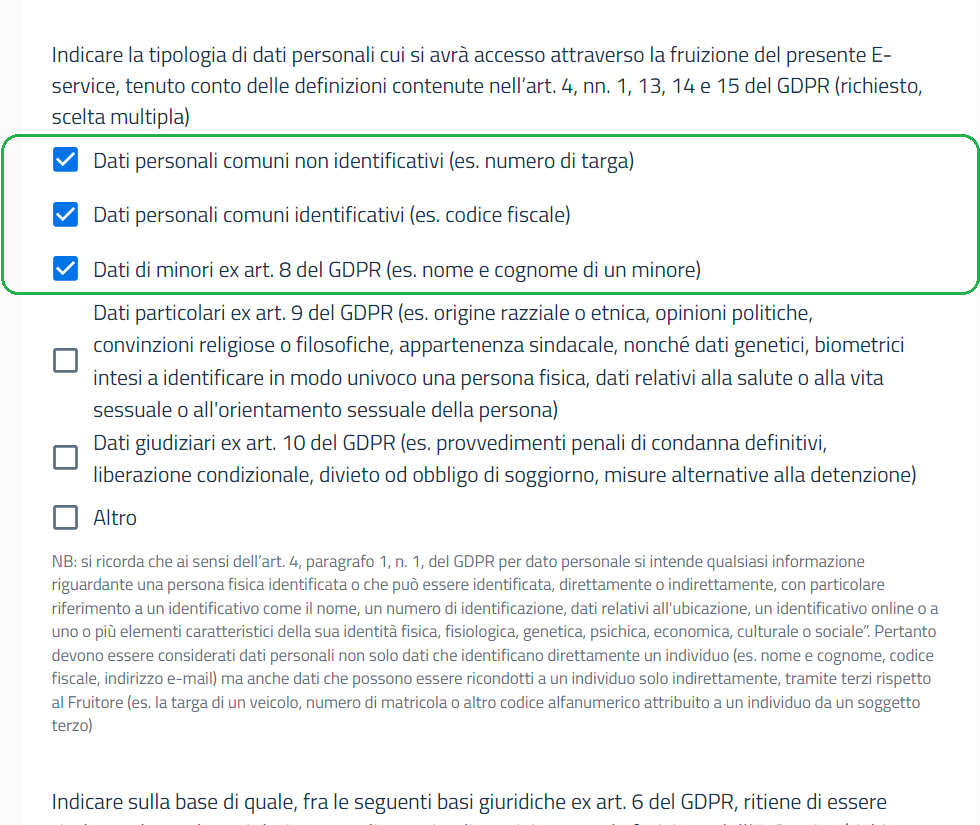 Indicare la tipologia di dati personali cui si avrà accesso attraverso la fruizione del presente E-
service, tenuto conto delle definizioni contenute nell’art. 4, nn. 1, 13, 14 e 15 del GDPR (richiesto,
scelta multipla)
Dati personali comuni non identificativi (es. numero di targa)
Dati personali comuni identificativi (es. codice fiscale)
Dati di minori ex art. 8 del GDPR (es. nome e cognome di un minore)
Dati particolari ex art. 9 del GDPR (es. origine razziale o etnica, opinioni politiche,
convinzioni religiose o filosofiche, appartenenza sindacale, nonché dati genetici, biometrici
intesi a identificare in modo univoco una persona fisica, dati relativi alla salute o alla vita
sessuale o all'orientamento sessuale della persona)
Dati giudiziari ex art. 10 del GDPR (es. provvedimenti penali di condanna definitivi,
liberazione condizionale, divieto od obbligo di soggiorno, misure alternative alla detenzione)
Altro
NB: si ricorda che ai sensi dell’art. 4, paragrafo 1, n. 1, del GDPR per dato personale si intende qualsiasi informazione
riguardante una persona fisica identificata o che può essere identificata, direttamente o indirettamente, con particolare
riferimento a un identificativo come il nome, un numero di identificazione, dati relativi all'ubicazione, un identificativo online o a
uno o più elementi caratteristici della sua identità fisica, fisiologica, genetica, psichica, economica, culturale o sociale”. Pertanto
devono essere considerati dati personali non solo dati che identificano direttamente un individuo (es. nome e cognome, codice
fiscale, indirizzo e-mail) ma anche dati che possono essere ricondotti a un individuo solo indirettamente, tramite terzi rispetto
al Fruitore (es. la targa di un veicolo, numero di matricola o altro codice alfanumerico attribuito a un individuo da un soggetto
terzo)
Indicare sulla base di quale, fra le seguenti basi giuridiche ex art. 6 del GDPR, ritiene di essere